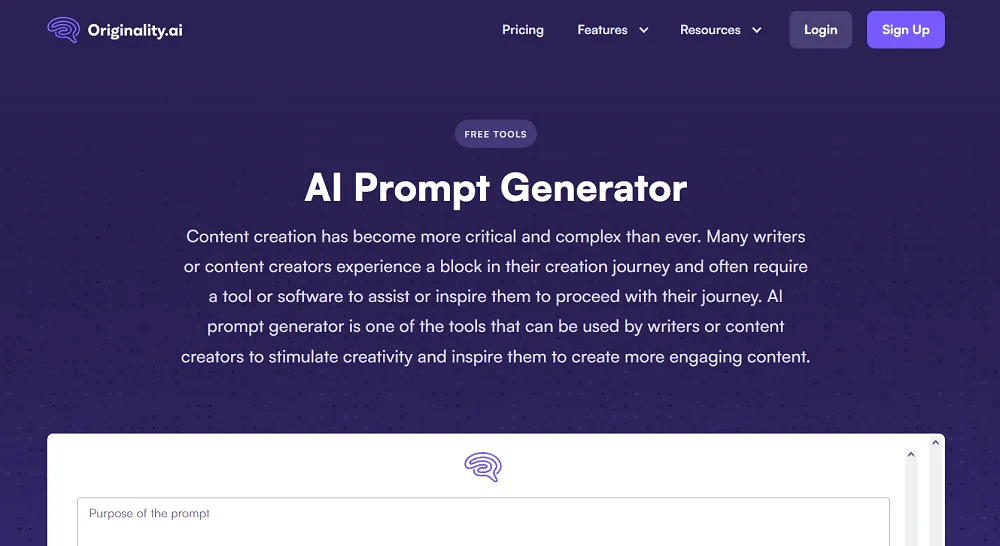 Originality.ai
Pricing
Features
Resources
Login
Sign Up
FREE TOOLS
AI Prompt Generator
Content creation has become more critical and complex than ever. Many writers
or content creators experience a block in their creation journey and often require
a tool or software to assist or inspire them to proceed with their journey. AI
prompt generator is one of the tools that can be used by writers or content
creators to stimulate creativity and inspire them to create more engaging content.
Purpose of the prompt